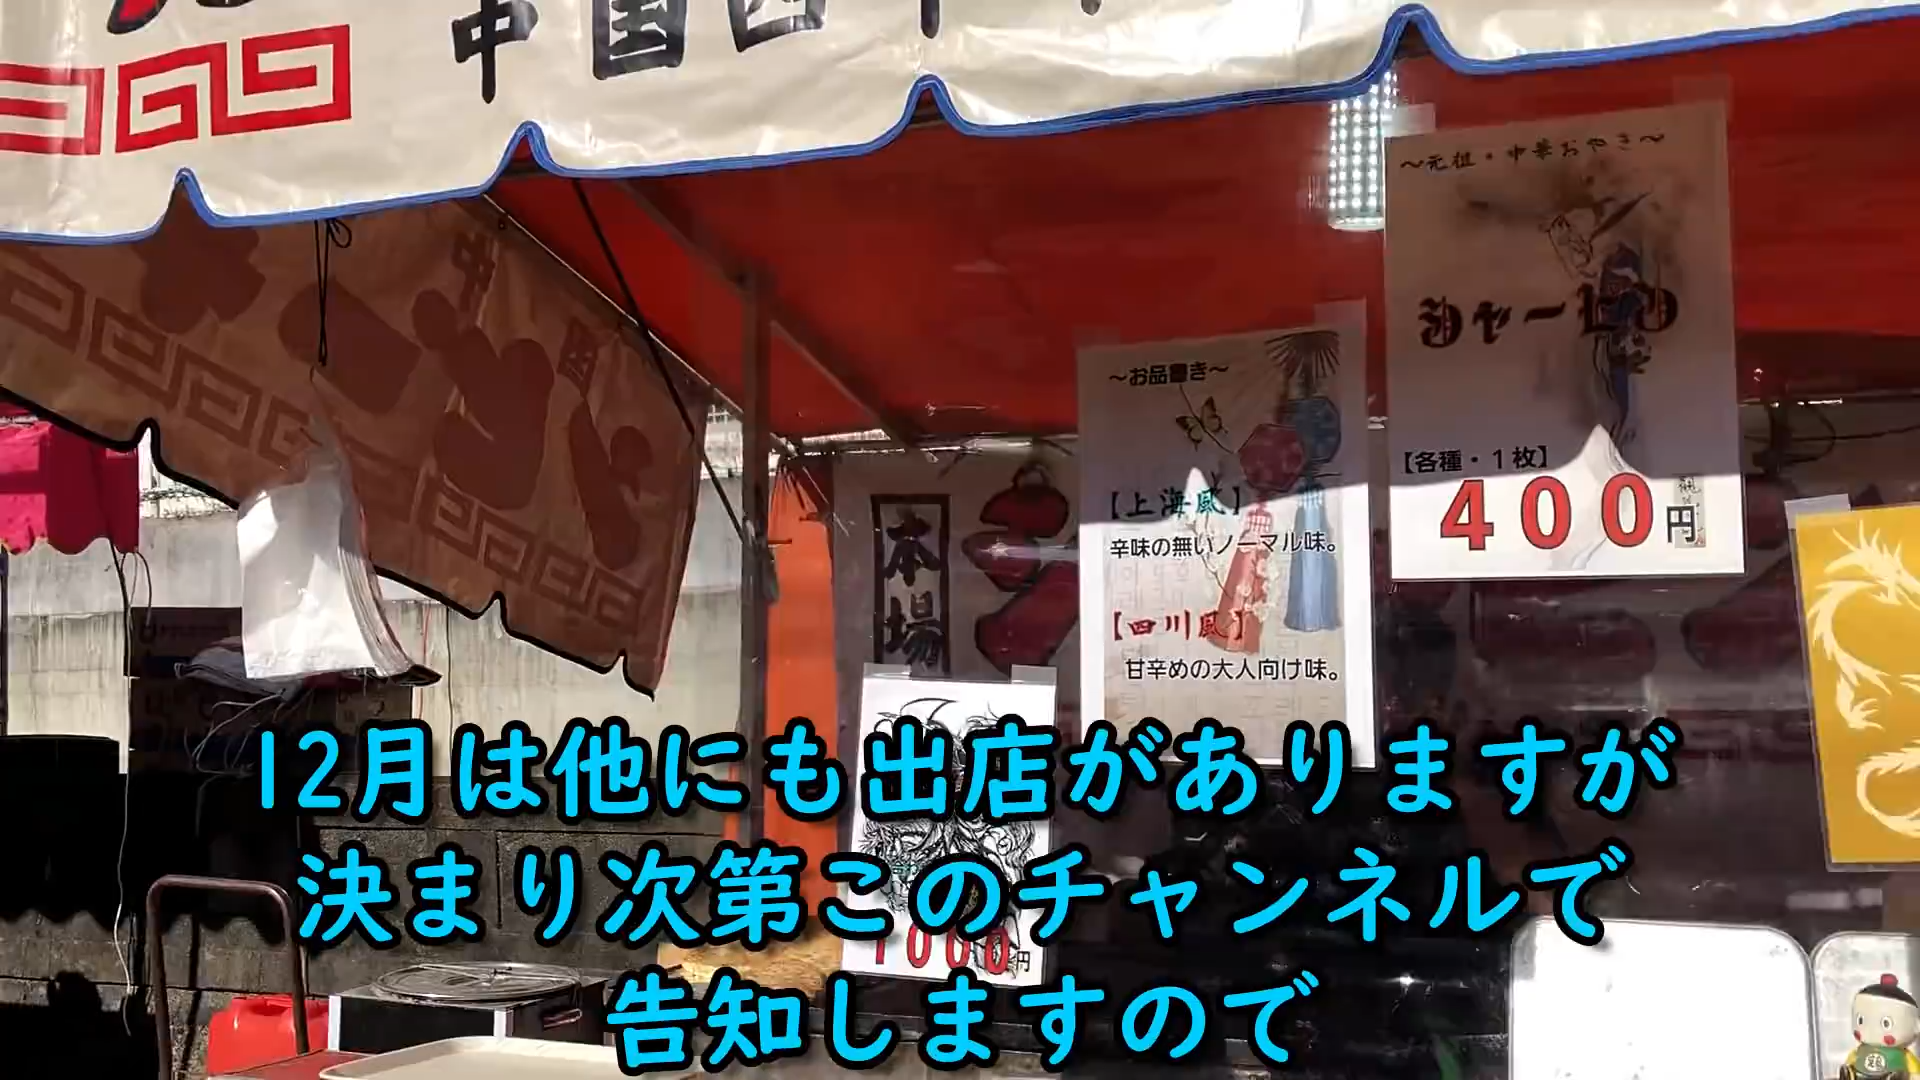 中国
中
国
〜元祖・中華おやき〜
シャーピン
〜お品書き〜
【各種・1枚】
400円
本場
【上海風】
辛味の無いノーマル味。
【四川風】
甘辛めの大人向け味。
1000円
12月は他にも出店がありますが
決まり次第このチャンネルで
告知しますので